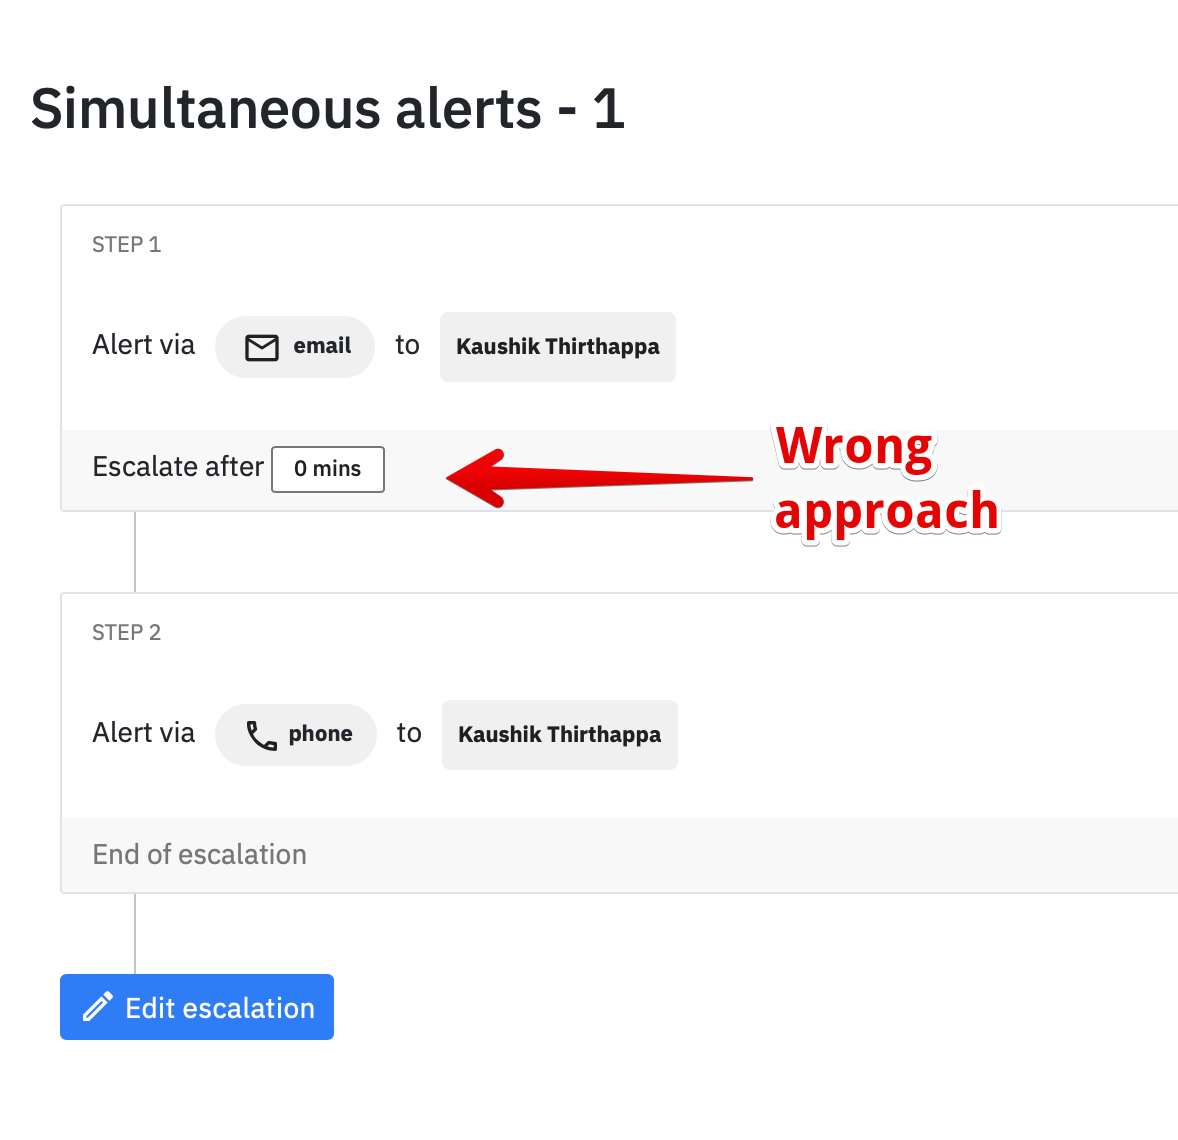 Simultaneous alerts - 1
STEP 1
Alert via email to Kaushik Thirthappa
Escalate after 0 mins
Wrong
approach
STEP 2
Alert via phone to Kaushik Thirthappa
End of escalation
Edit escalation